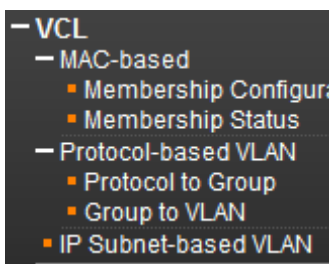 VCL
MAC-based
Membership Configura
Membership Status
Protocol-based VLAN
Protocol to Group
Group to VLAN
IP Subnet-based VLAN